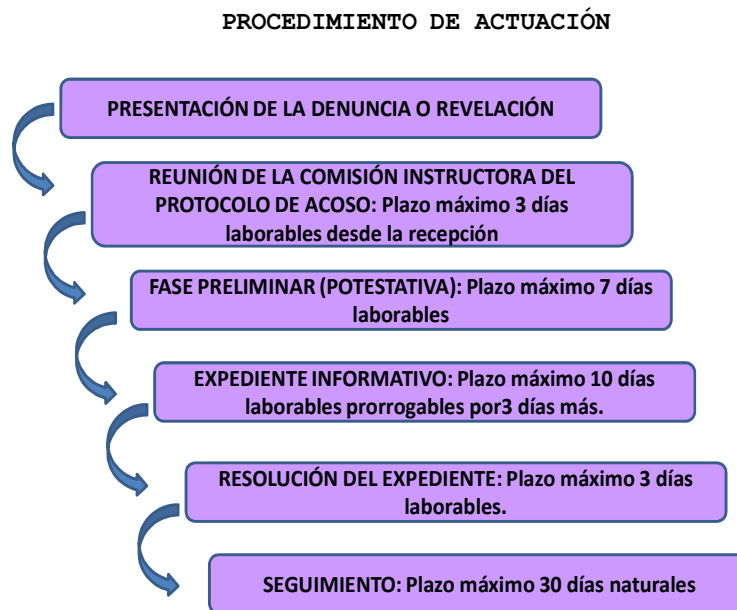 PROCEDIMIENTO DE ACTUACIÓN
PRESENTACIÓN DE LA DENUNCIA O REVELACIÓN
REUNIÓN DE LA COMISIÓN INSTRUCTORA DEL
PROTOCOLO DE ACOSO: Plazo máximo 3 días
laborables desde la recepción
FASE PRELIMINAR (POTESTATIVA): Plazo máximo 7 días
laborables
EXPEDIENTE INFORMATIVO: Plazo máximo 10 días
laborables prorrogables por3 días más.
RESOLUCIÓN DEL EXPEDIENTE: Plazo máximo 3 días
laborables.
SEGUIMIENTO: Plazo máximo 30 días naturales